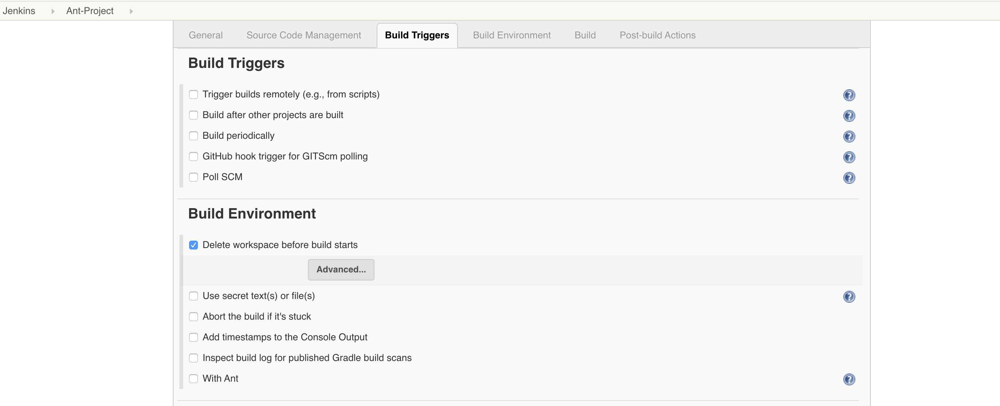 Jenkins Ant-Project
General Source Code Management Build Triggers Build Environment Build Post-build Actions
Build Triggers
Trigger builds remotely (e.g., from scripts)
Build after other projects are built
Build periodically
GitHub hook trigger for GITScm polling
Poll SCM
Build Environment
Delete workspace before build starts
Advanced...
Use secret text(s) or file(s)
Abort the build if it's stuck
Add timestamps to the Console Output
Inspect build log for published Gradle build scans
With Ant